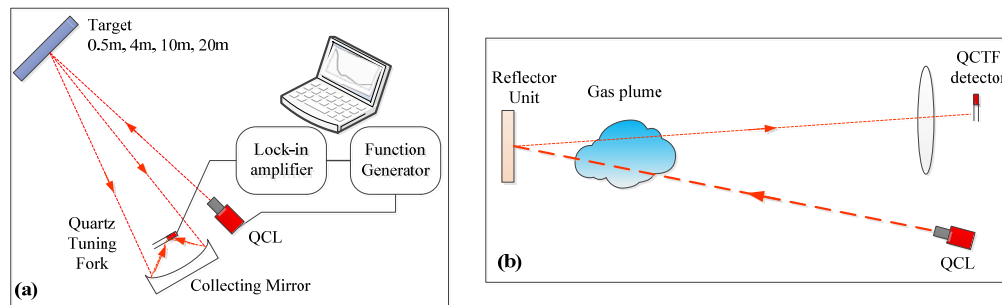 Target
0.5m, 4m, 10m, 20m
Lock-in
amplifier
Function
Generator
Quartz
Tuning
Fork
QCL
Collecting Mirror
(a)
QCTF
detector
Reflector
Unit
Gas plume
QCL
(b)